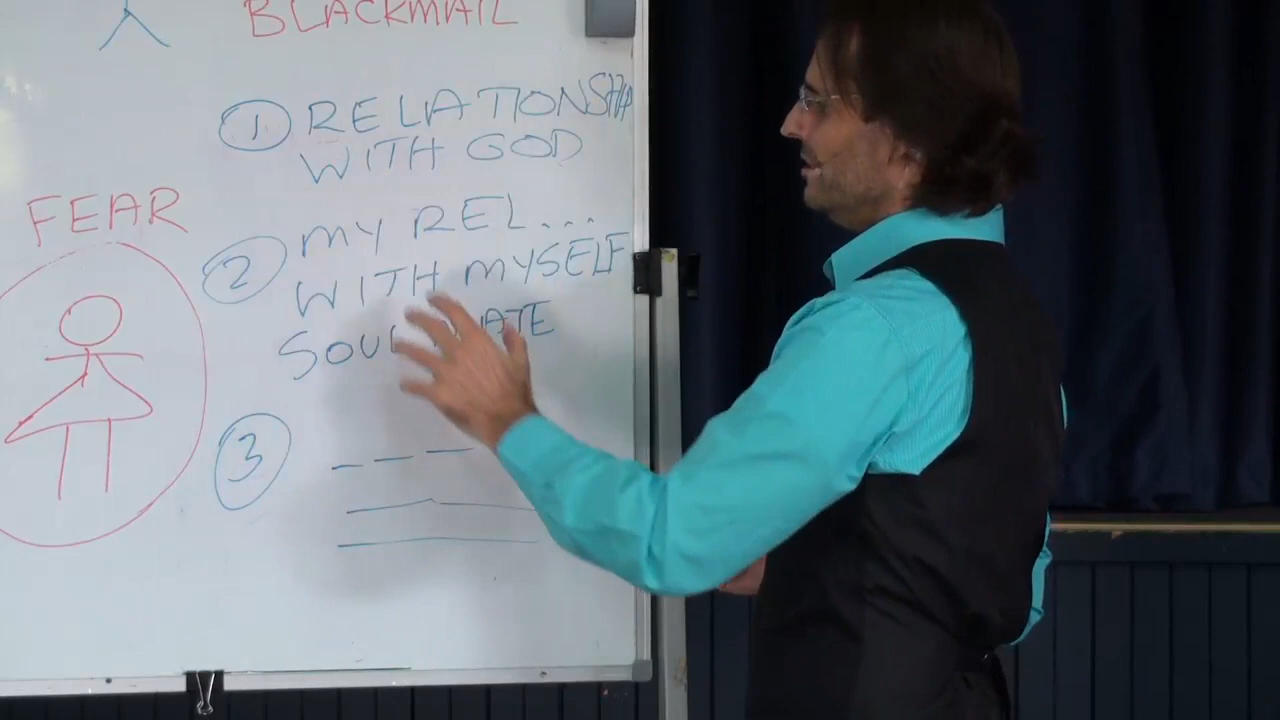 BLACKMAIL
1 RELATIONSHIP
WITH GOD
FEAR
2 MY REL...
WITH MYSELF
3